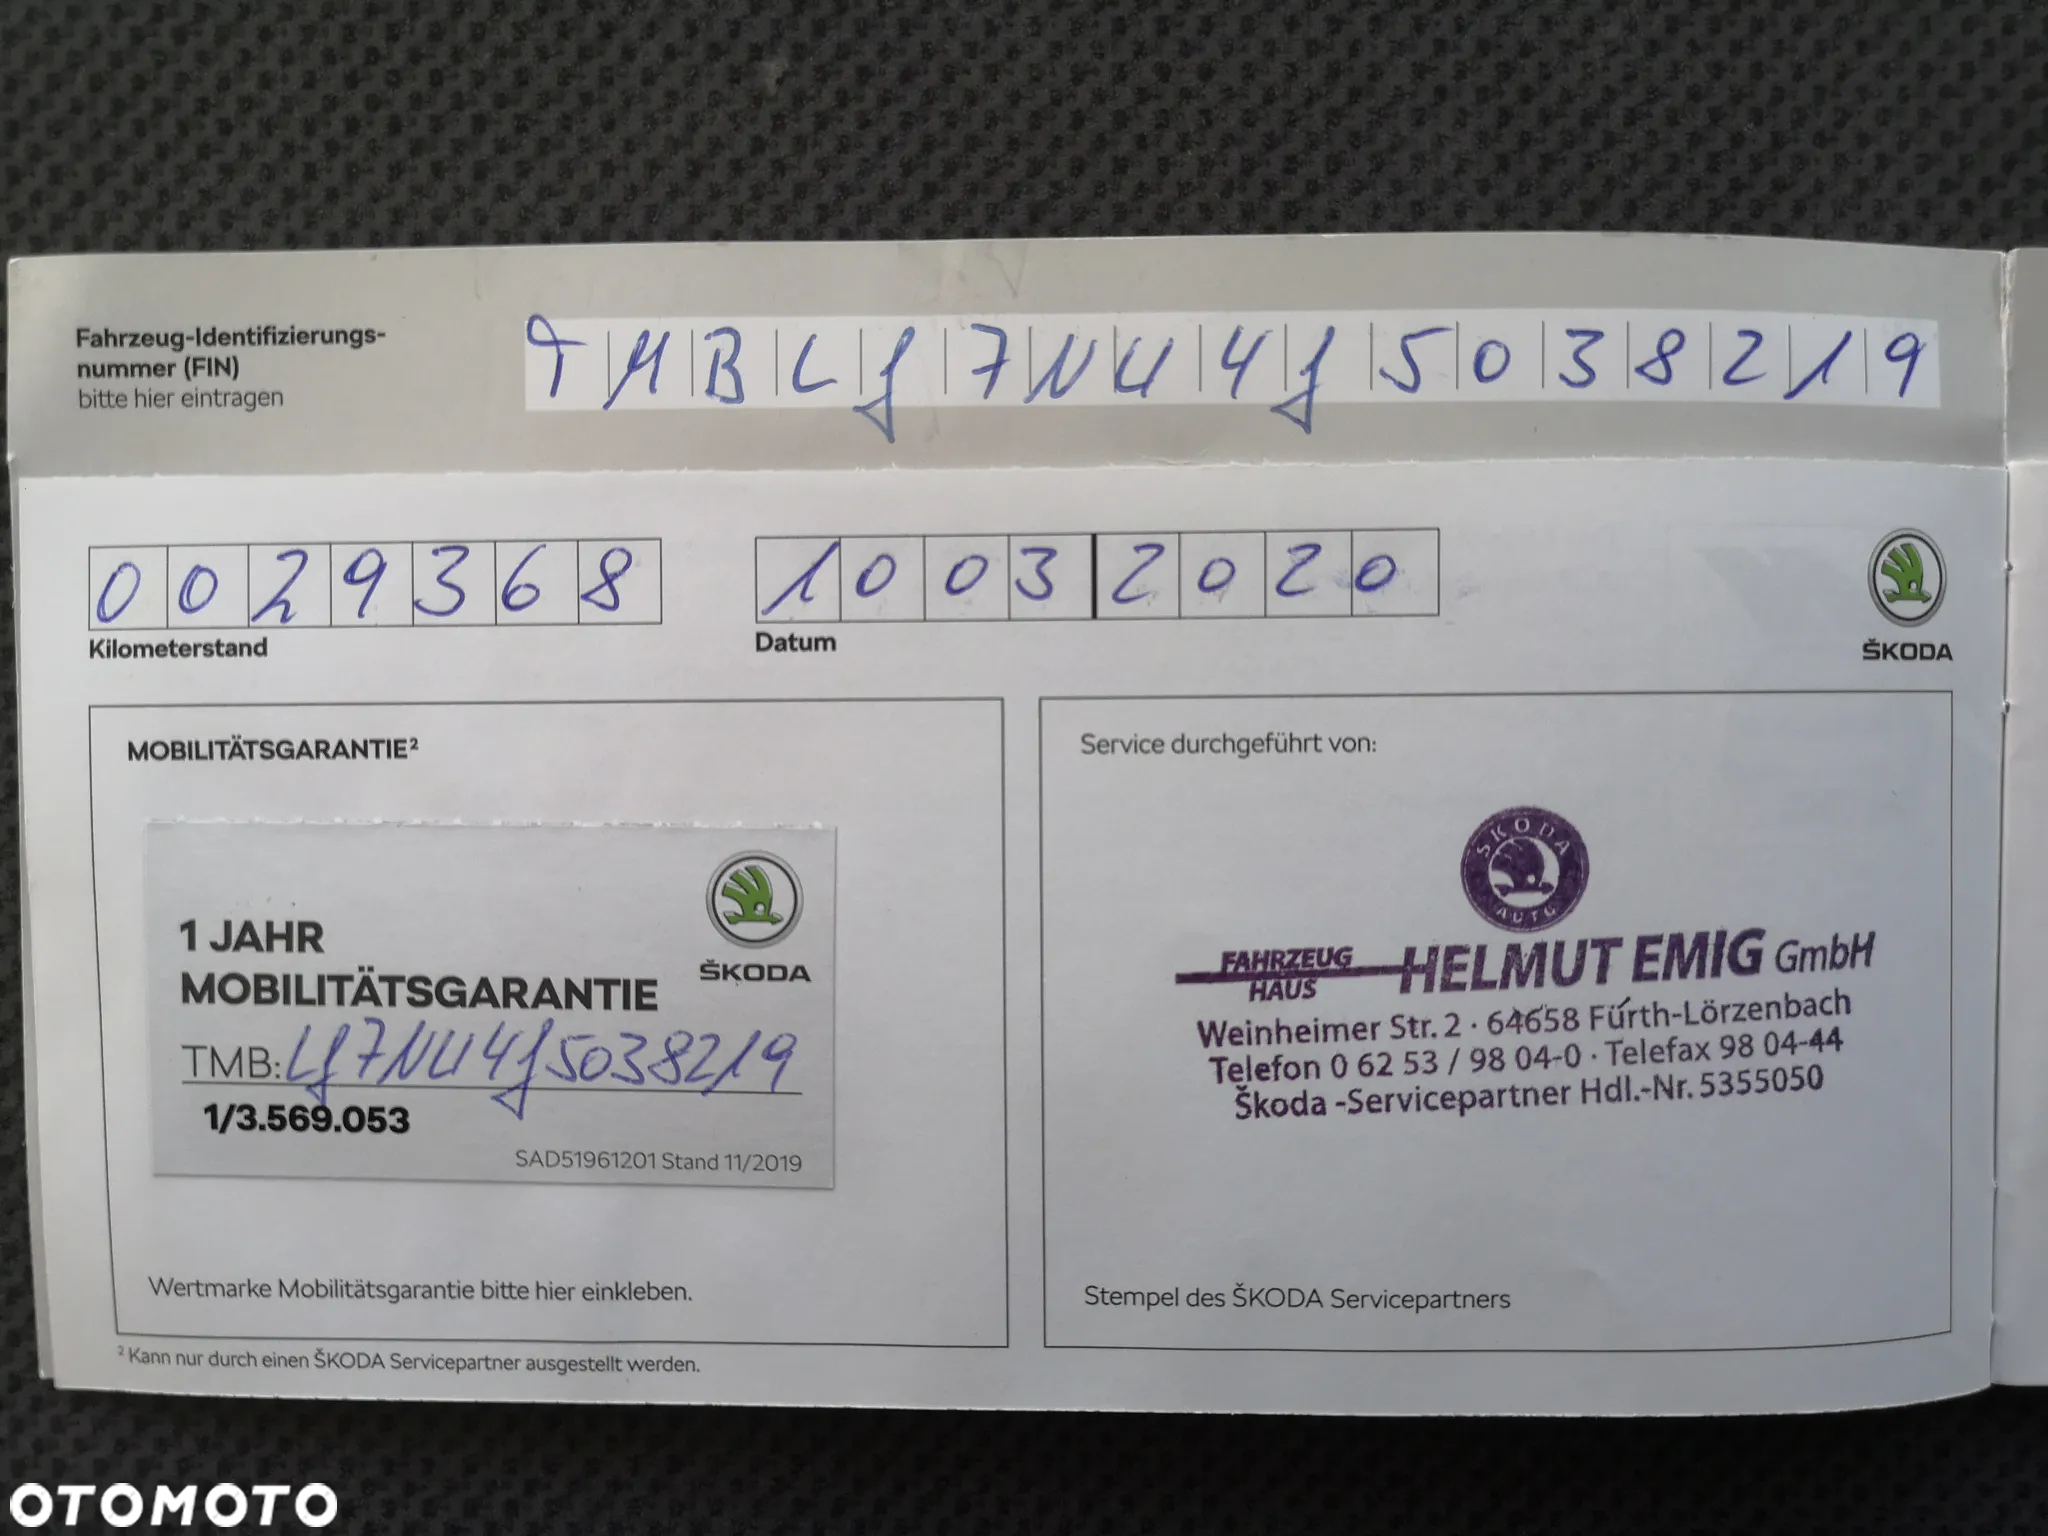 Fahrzeug-Identifizierungs-
nummer (FIN)
bitte hier eintragen
TMBLJ7NU4J5038219
0029368
Kilometerstand
10032020
Datum
ŠKODA
MOBILITÄTSGARANTIE²
1 JAHR
MOBILITÄTSGARANTIE
ŠKODA
TMB: LJ7NU4J5038219
1/3.569.053
SAD51961201 Stand 11/2019
Wertmarke Mobilitätsgarantie bitte hier einkleben.
² Kann nur durch einen ŠKODA Servicepartner ausgestellt werden.
Service durchgeführt von:
SKODA
AUTO
FAHRZEUG
HAUS
HELMUT EMIG GmbH
Weinheimer Str. 2 · 64658 Fürth-Lörzenbach
Telefon 0 62 53 / 98 04-0 · Telefax 98 04-44
Škoda -Servicepartner Hdl.-Nr. 5355050
Stempel des ŠKODA Servicepartners
OTOMOTO